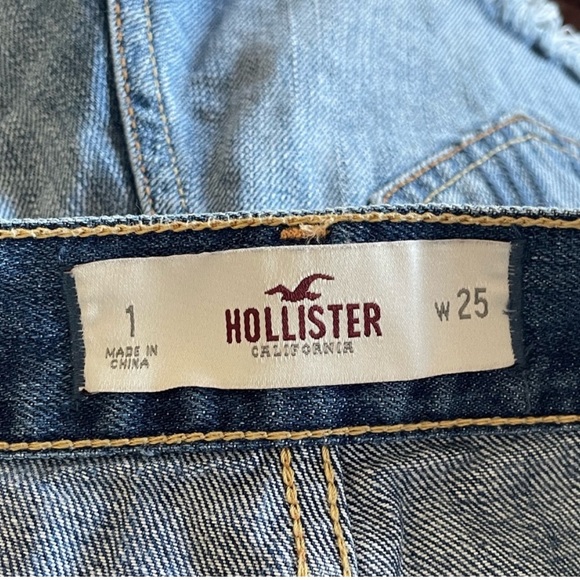 1
MADE IN
CHINA
HOLLISTER
CALIFORNIA
W 25